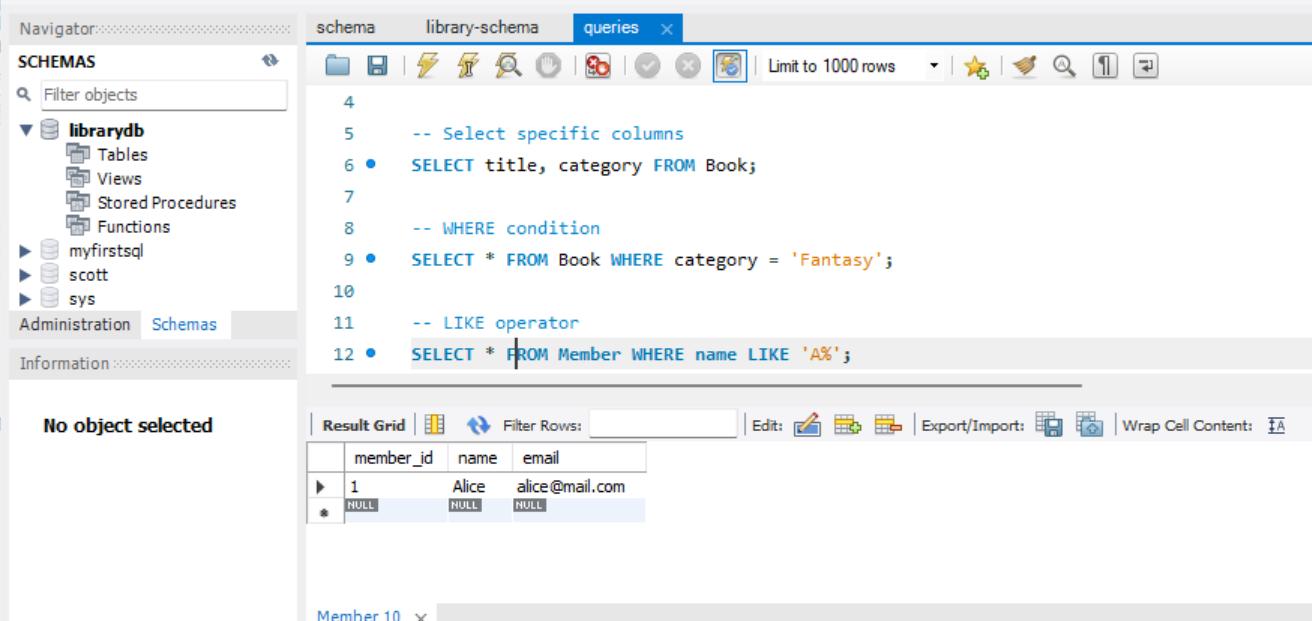 Navigator
SCHEMAS
Filter objects
librarydb
Tables
Views
Stored Procedures
Functions
myfirstsql
scott
sys
Administration Schemas
Information
No object selected
schema library-schema queries
Limit to 1000 rows
4
5 -- Select specific columns
6 SELECT title, category FROM Book;
7
8 -- WHERE condition
9 SELECT * FROM Book WHERE category = 'Fantasy';
10
11 -- LIKE operator
12 SELECT * FROM Member WHERE name LIKE 'A%';
Result Grid Filter Rows: Edit: Export/Import: Wrap Cell Content:
member_id name email
1 Alice alice@mail.com
NULL NULL NULL
Member 10